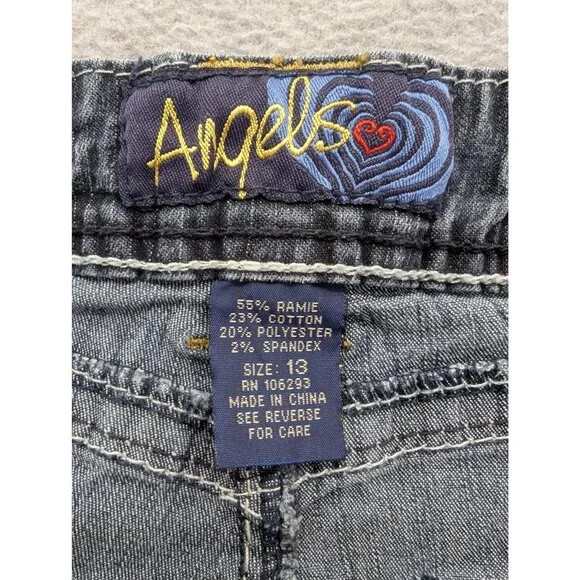 Angels
55% RAMIE
23% COTTON
20% POLYESTER
2% SPANDEX
SIZE: 13
RN 106293
MADE IN CHINA
SEE REVERSE
FOR CARE